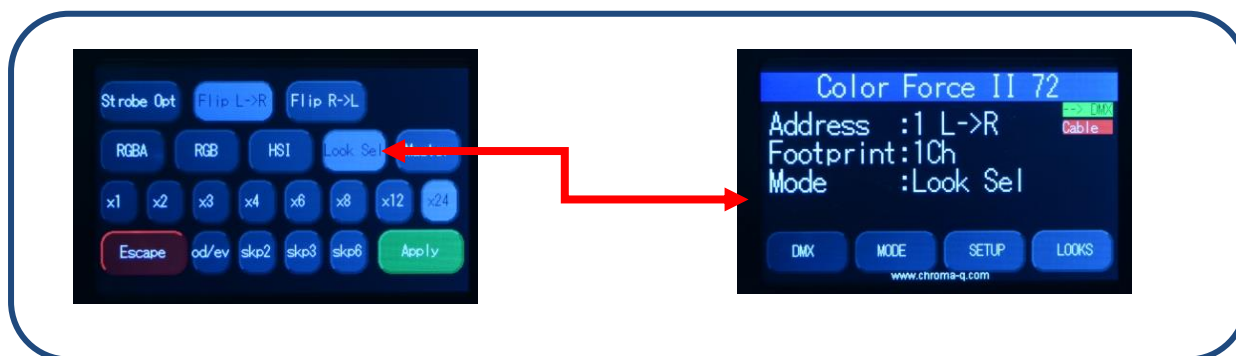 Strobe Opt Flip L->R Flip R->L
RGBA RGB HSI Look Sel Master
x1 x2 x3 x4 x6 x8 x12 x24
Escape od/ev skp2 skp3 skp6 Apply
Color Force II 72
Address :1 L->R
--> DMX
Cable
Footprint:1Ch
Mode :Look Sel
DMX MODE SETUP LOOKS
www.chroma-q.com